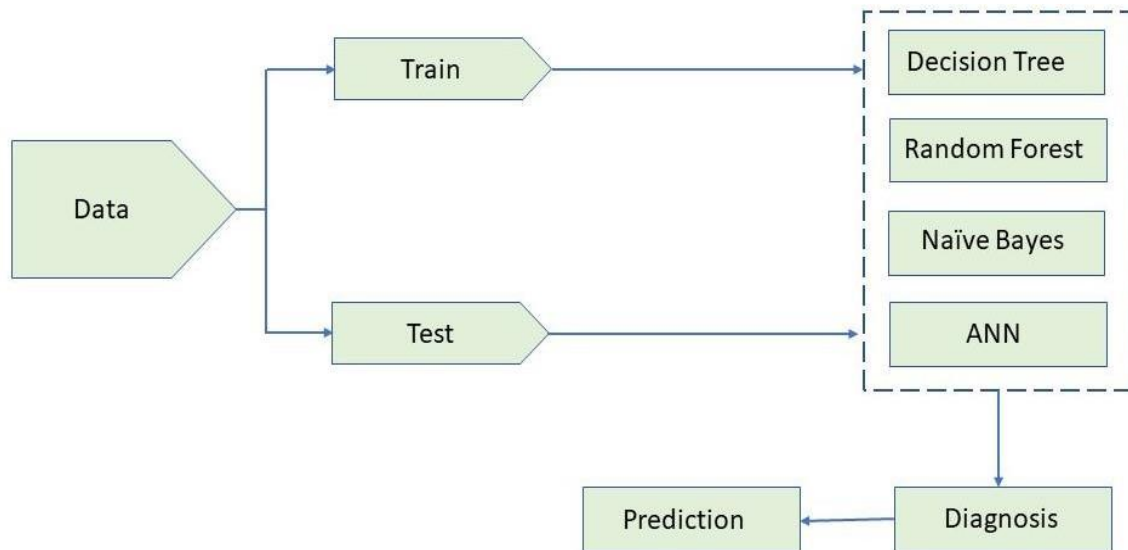 Train
Decision Tree
Random Forest
Data
Naïve Bayes
Test
ANN
Prediction
Diagnosis